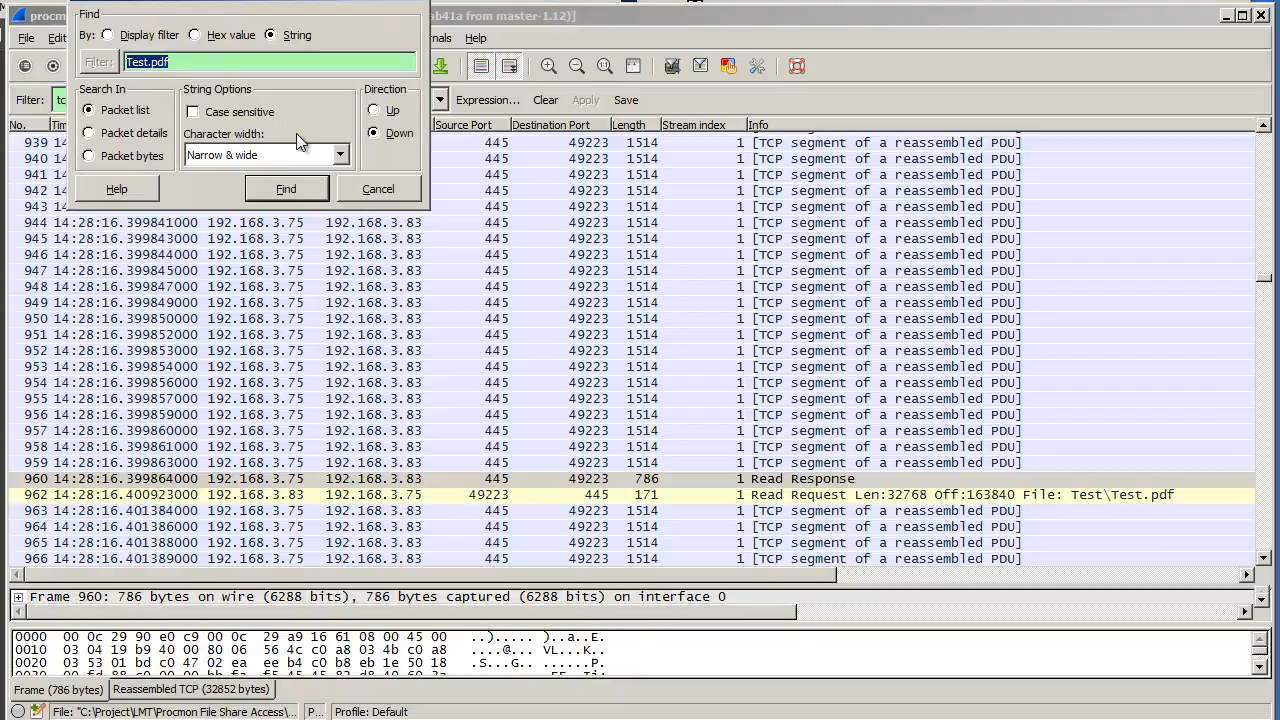 procm
ab41a from master-1.12)]
File Edit nals Help
Find
By: Display filter Hex value String
Filter: Test.pdf
Search In String Options Direction
Packet list Case sensitive Up
Packet details Character width: Down
Packet bytes Narrow & wide
Help Find Cancel
Filter: tc Expression... Clear Apply Save
No. Source Port Destination Port Length Stream index Info
939 14 445 49223 1514 1 [TCP segment of a reassembled PDU]
940 14 445 49223 1514 1 [TCP segment of a reassembled PDU]
941 14 445 49223 1514 1 [TCP segment of a reassembled PDU]
942 14 445 49223 1514 1 [TCP segment of a reassembled PDU]
943 14 445 49223 1514 1 [TCP segment of a reassembled PDU]
944 14:28:16.399841000 192.168.3.75 192.168.3.83 445 49223 1514 1 [TCP segment of a reassembled PDU]
945 14:28:16.399843000 192.168.3.75 192.168.3.83 445 49223 1514 1 [TCP segment of a reassembled PDU]
946 14:28:16.399844000 192.168.3.75 192.168.3.83 445 49223 1514 1 [TCP segment of a reassembled PDU]
947 14:28:16.399845000 192.168.3.75 192.168.3.83 445 49223 1514 1 [TCP segment of a reassembled PDU]
948 14:28:16.399847000 192.168.3.75 192.168.3.83 445 49223 1514 1 [TCP segment of a reassembled PDU]
949 14:28:16.399849000 192.168.3.75 192.168.3.83 445 49223 1514 1 [TCP segment of a reassembled PDU]
950 14:28:16.399850000 192.168.3.75 192.168.3.83 445 49223 1514 1 [TCP segment of a reassembled PDU]
951 14:28:16.399852000 192.168.3.75 192.168.3.83 445 49223 1514 1 [TCP segment of a reassembled PDU]
952 14:28:16.399853000 192.168.3.75 192.168.3.83 445 49223 1514 1 [TCP segment of a reassembled PDU]
953 14:28:16.399854000 192.168.3.75 192.168.3.83 445 49223 1514 1 [TCP segment of a reassembled PDU]
954 14:28:16.399856000 192.168.3.75 192.168.3.83 445 49223 1514 1 [TCP segment of a reassembled PDU]
955 14:28:16.399857000 192.168.3.75 192.168.3.83 445 49223 1514 1 [TCP segment of a reassembled PDU]
956 14:28:16.399859000 192.168.3.75 192.168.3.83 445 49223 1514 1 [TCP segment of a reassembled PDU]
957 14:28:16.399860000 192.168.3.75 192.168.3.83 445 49223 1514 1 [TCP segment of a reassembled PDU]
958 14:28:16.399861000 192.168.3.75 192.168.3.83 445 49223 1514 1 [TCP segment of a reassembled PDU]
959 14:28:16.399863000 192.168.3.75 192.168.3.83 445 49223 1514 1 [TCP segment of a reassembled PDU]
960 14:28:16.399864000 192.168.3.75 192.168.3.83 445 49223 786 1 Read Response
962 14:28:16.400923000 192.168.3.83 192.168.3.75 49223 445 171 1 Read Request Len:32768 Off:163840 File: Test\Test.pdf
963 14:28:16.401384000 192.168.3.75 192.168.3.83 445 49223 1514 1 [TCP segment of a reassembled PDU]
964 14:28:16.401386000 192.168.3.75 192.168.3.83 445 49223 1514 1 [TCP segment of a reassembled PDU]
965 14:28:16.401388000 192.168.3.75 192.168.3.83 445 49223 1514 1 [TCP segment of a reassembled PDU]
966 14:28:16.401389000 192.168.3.75 192.168.3.83 445 49223 1514 1 [TCP segment of a reassembled PDU]
Frame 960: 786 bytes on wire (6288 bits), 786 bytes captured (6288 bits) on interface 0
0000 00 0c 29 90 e0 c9 00 0c 29 a9 16 61 08 00 45 00 ..)..... )..a..E.
0010 03 04 19 b9 40 00 80 06 56 4c c0 a8 03 4b c0 a8 ....@... VL...K..
0020 03 53 01 bd c0 47 02 ea ee b4 c0 b8 eb 1e 50 18 .S...G.. ......P.
Frame (786 bytes) Reassembled TCP (32852 bytes)
File: "C:\Project\LMT\Procmon File Share Access\... P... Profile: Default